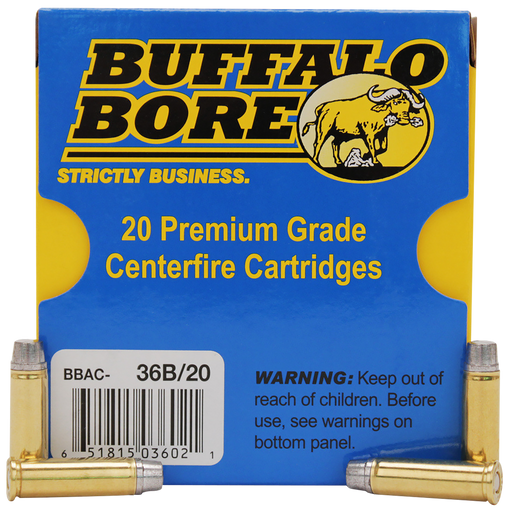 BUFFALO
BORE
STRICTLY BUSINESS.
20 Premium Grade
Centerfire Cartridges
BBAC- 36B/20
6 51815 03602 1
WARNING: Keep out of
reach of children. Before
use, see warnings on
bottom panel.